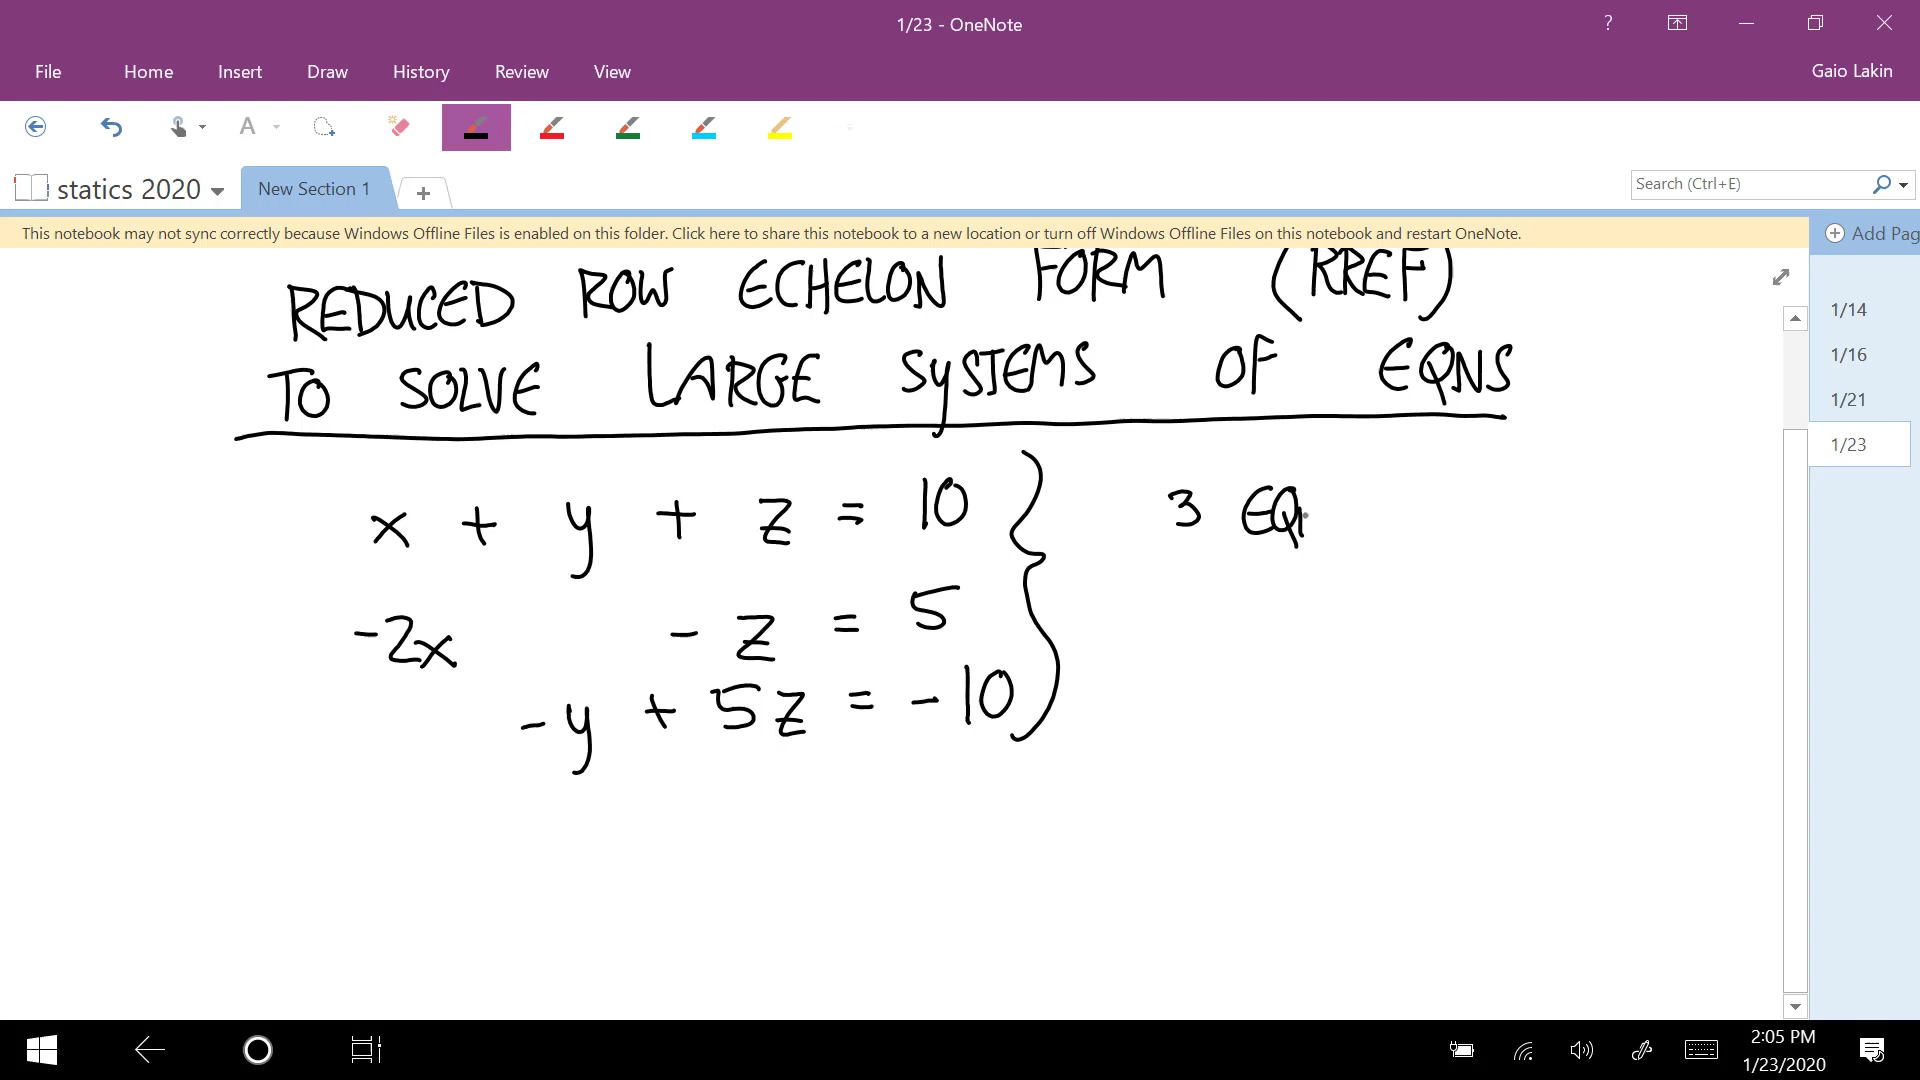 1/23 - OneNote
?
File Home Insert Draw History Review View
Gaio Lakin
A
statics 2020 New Section 1 +
Search (Ctrl+E)
This notebook may not sync correctly because Windows Offline Files is enabled on this folder. Click here to share this notebook to a new location or turn off Windows Offline Files on this notebook and restart OneNote.
Add Pag
1/14
1/16
1/21
1/23
REDUCED ROW ECHELON FORM (RREF)
TO SOLVE LARGE SYSTEMS OF EQNS
x + y + z = 10 } 3 EQ
-2x - z = 5
-y + 5z = -10
2:05 PM
1/23/2020